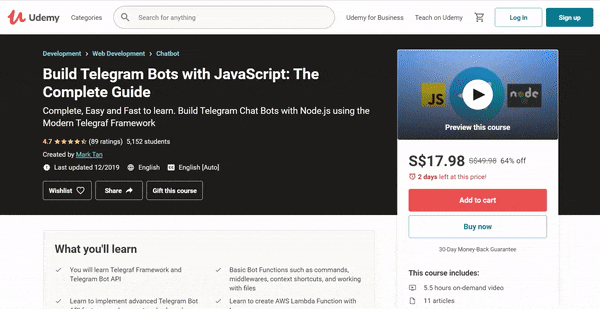 Udemy
Categories
Search for anything
Udemy for Business
Teach on Udemy
Log in
Sign up
Development > Web Development > Chatbot
Build Telegram Bots with JavaScript: The
Complete Guide
Complete, Easy and Fast to learn. Build Telegram Chat Bots with Node.js using the
Modern Telegraf Framework
4.7 (89 ratings) 5,152 students
Created by Mark Tan
Last updated 12/2019 English English [Auto]
Wishlist
Share
Gift this course
JS
node
Preview this course
S$17.98 S$49.98 64% off
2 days left at this price!
Add to cart
Buy now
30-Day Money-Back Guarantee
This course includes:
5.5 hours on-demand video
11 articles
What you'll learn
You will learn Telegraf Framework and
Telegram Bot API
Basic Bot Functions such as commands,
middlewares, context shortcuts, and working
with files
Learn to implement advanced Telegram Bot
Learn to create AWS Lambda Function with